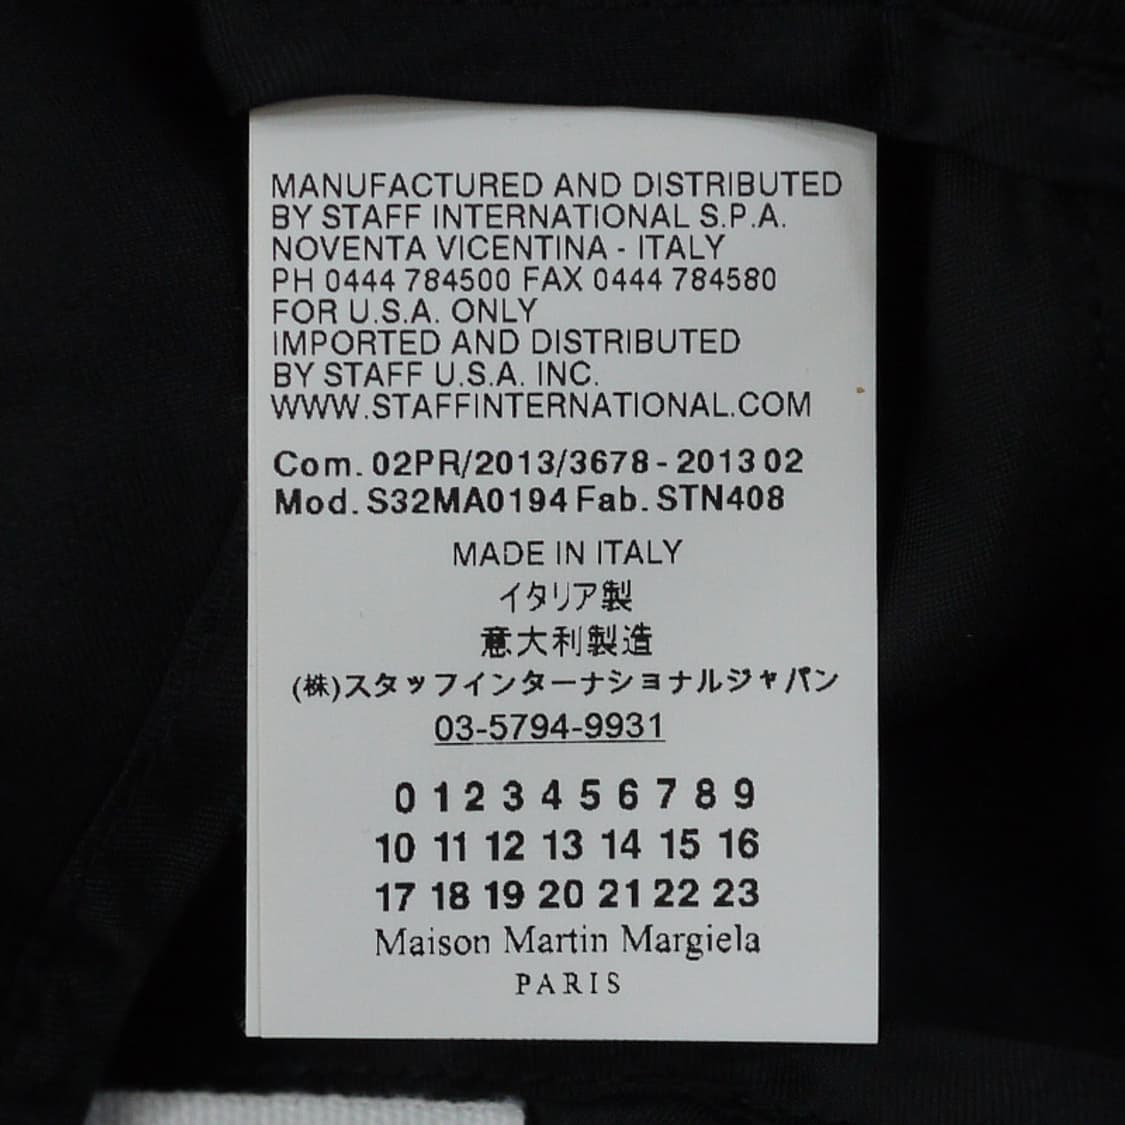 MANUFACTURED AND DISTRIBUTED
BY STAFF INTERNATIONAL S.P.A.
NOVENTA VICENTINA - ITALY
PH 0444 784500 FAX 0444 784580
FOR U.S.A. ONLY
IMPORTED AND DISTRIBUTED
BY STAFF U.S.A. INC.
WWW.STAFFINTERNATIONAL.COM
Com. 02PR/2013/3678 - 2013 02
Mod. S32MA0194 Fab. STN408
MADE IN ITALY
イタリア製
意大利製造
(株)スタッフインターナショナルジャパン
03-5794-9931
0 1 2 3 4 5 6 7 8 9
10 11 12 13 14 15 16
17 18 19 20 21 22 23
Maison Martin Margiela
PARIS